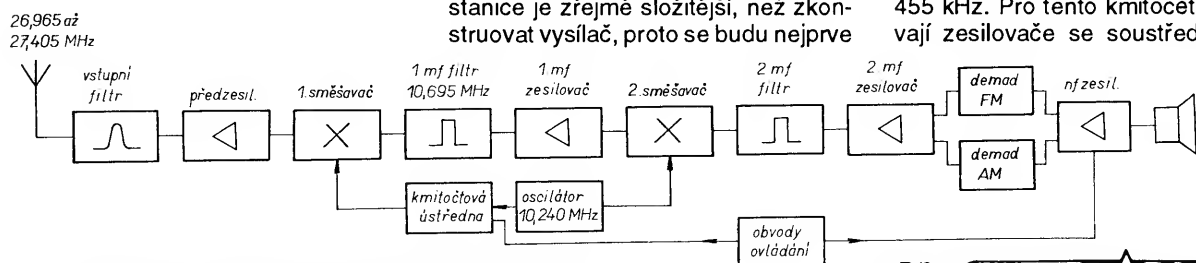 stanice je zřejmě složitější, než zkon-
struovat vysílač, proto se budu nejprve
455 kHz. Pro tento kmitočet
vají zesilovače se soustřed
26,965 až
27,405 MHz
vstupní
filtr
předzesil.
1. směšovač
1 mf filtr
10,695 MHz
1. mf
zesilovač
2. směšovač
2 mf
filtr
2. mf
zesilovač
demad
FM
demad
AM
nf zesil.
kmitočtová
ústředna
oscilátor
10,240 MHz
obvody
ovládání